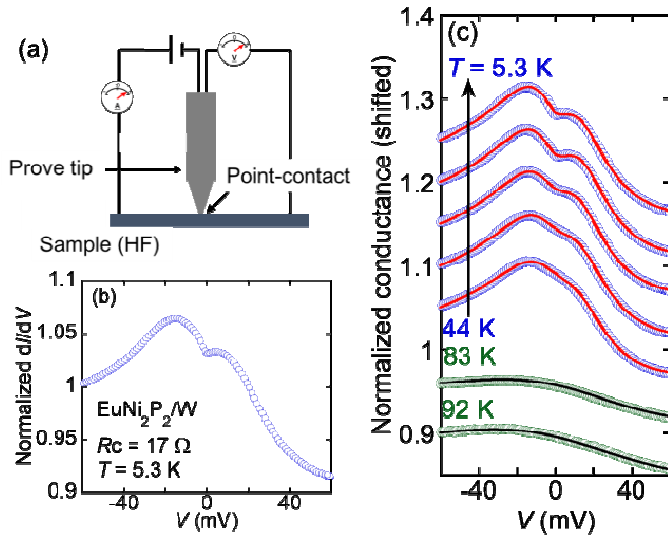 (a)
0
A
0
V
Prove tip
Point-contact
Sample (HF)
(b)
1.1
1.05
1
0.95
0.9
Normalized dI/dV
EuNi₂P₂/W
Rc = 17 Ω
T = 5.3 K
-40
0
40
V (mV)
(c)
T = 5.3 K
1.3
1.2
1.1
1
0.9
Normalized conductance (shifted)
44 K
83 K
92 K
-40
0
40
V (mV)